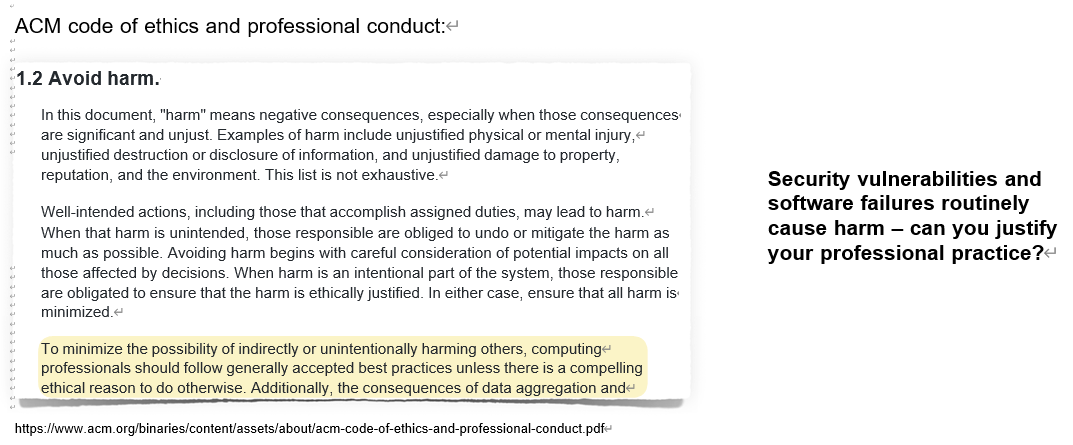 ACM code of ethics and professional conduct:
1.2 Avoid harm.
In this document, "harm" means negative consequences, especially when those consequences
are significant and unjust. Examples of harm include unjustified physical or mental injury,
unjustified destruction or disclosure of information, and unjustified damage to property,
reputation, and the environment. This list is not exhaustive.
Well-intended actions, including those that accomplish assigned duties, may lead to harm.
When that harm is unintended, those responsible are obliged to undo or mitigate the harm as
much as possible. Avoiding harm begins with careful consideration of potential impacts on all
those affected by decisions. When harm is an intentional part of the system, those responsible
are obligated to ensure that the harm is ethically justified. In either case, ensure that all harm is
minimized.
To minimize the possibility of indirectly or unintentionally harming others, computing
professionals should follow generally accepted best practices unless there is a compelling
ethical reason to do otherwise. Additionally, the consequences of data aggregation and
Security vulnerabilities and
software failures routinely
cause harm – can you justify
your professional practice?
https://www.acm.org/binaries/content/assets/about/acm-code-of-ethics-and-professional-conduct.pdf